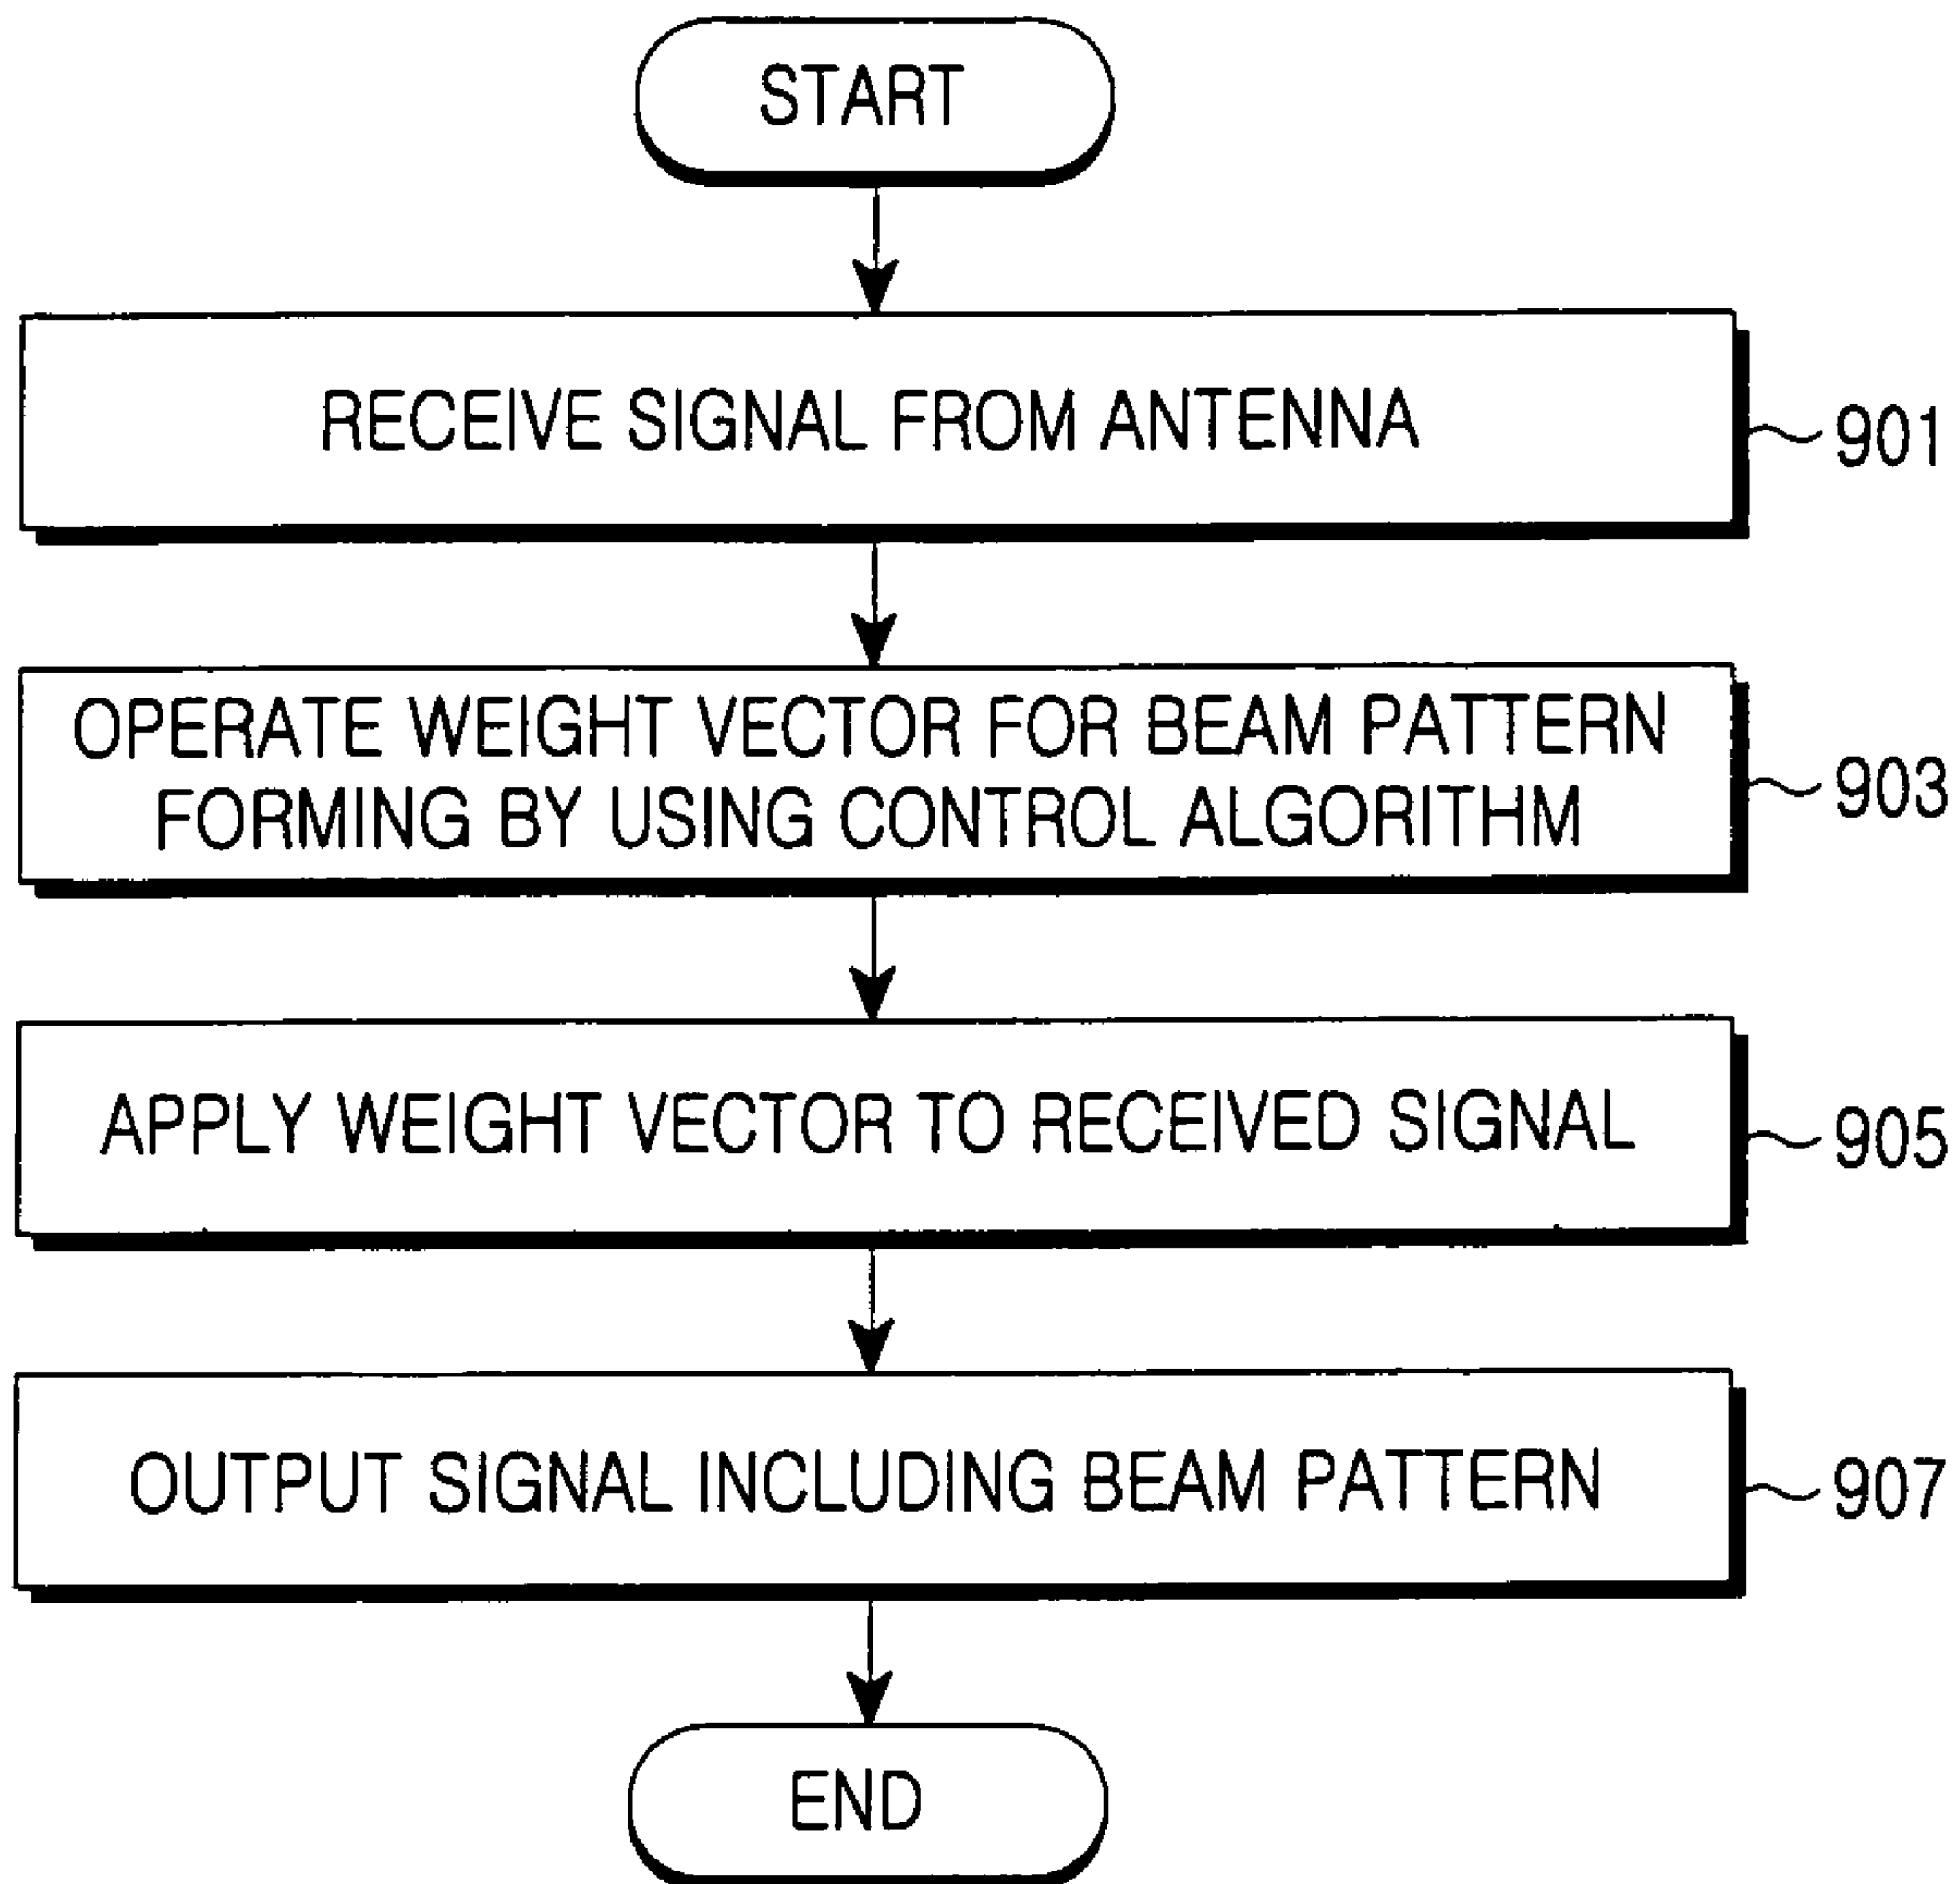 START
RECEIVE SIGNAL FROM ANTENNA
901
OPERATE WEIGHT VECTOR FOR BEAM PATTERN
FORMING BY USING CONTROL ALGORITHM
903
APPLY WEIGHT VECTOR TO RECEIVED SIGNAL
905
OUTPUT SIGNAL INCLUDING BEAM PATTERN
907
END